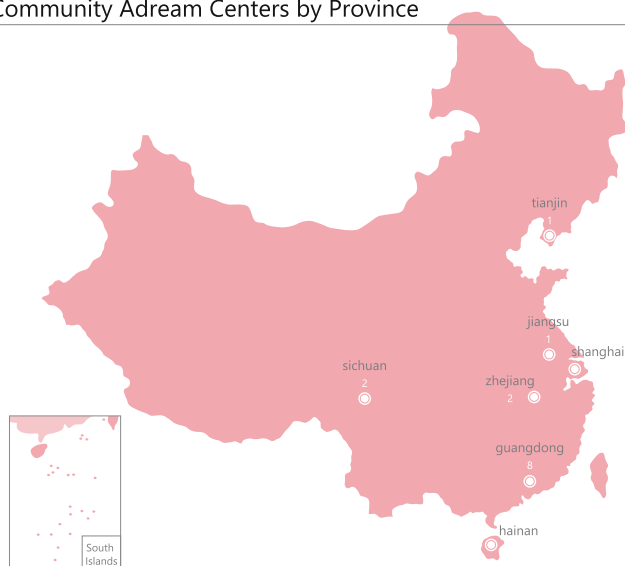 Community Adream Centers by Province
tianjin
1
jiangsu
1
shanghai
sichuan
2
zhejiang
2
guangdong
8
hainan
South
Islands